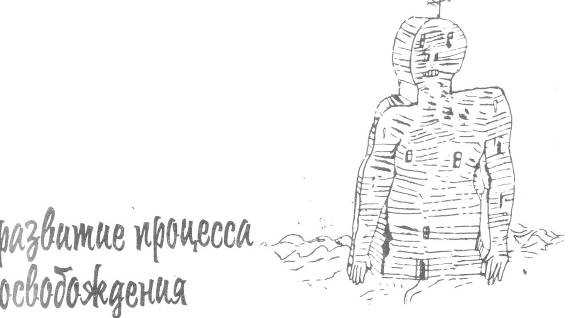 развитие процесса
освобождения